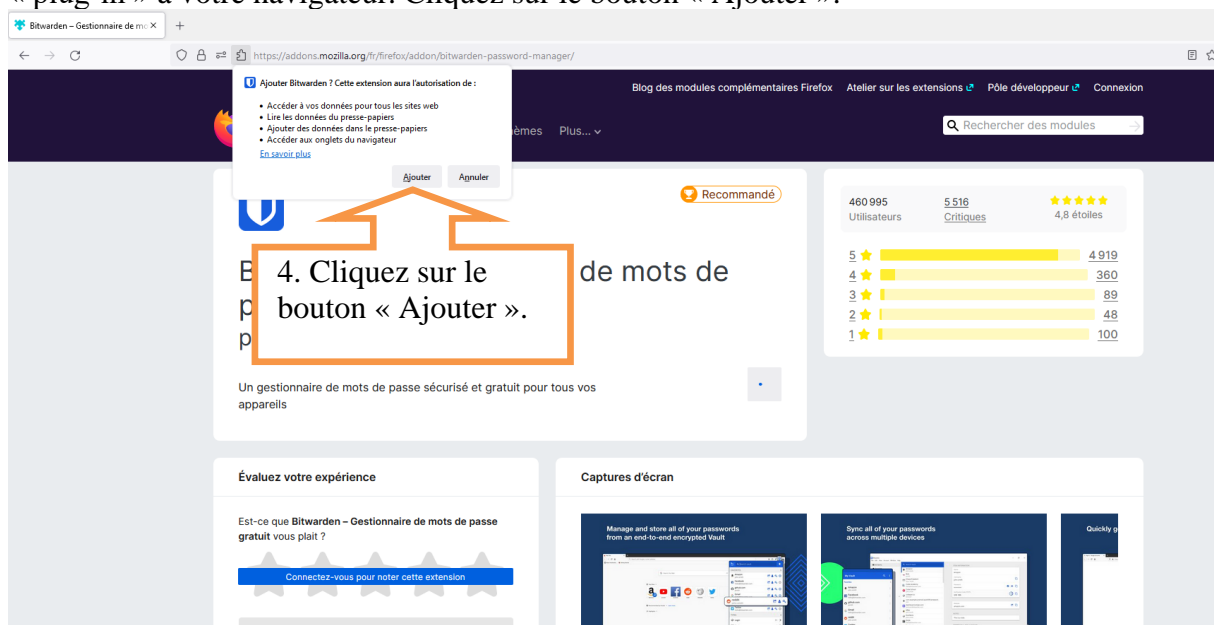 « plug-in » à votre navigateur. Cliquez sur le bouton « Ajouter ».
Bitwarden – Gestionnaire de mo
https://addons.mozilla.org/fr/firefox/addon/bitwarden-password-manager/
Ajouter Bitwarden ? Cette extension aura l'autorisation de :
• Accéder à vos données pour tous les sites web
• Lire les données du presse-papiers
• Ajouter des données dans le presse-papiers
• Accéder aux onglets du navigateur
En savoir plus
Ajouter Annuler
Blog des modules complémentaires Firefox Atelier sur les extensions Pôle développeur Connexion
èmes Plus...
Rechercher des modules
Recommandé
4. Cliquez sur le
bouton « Ajouter ».
B de mots de
p
p
Un gestionnaire de mots de passe sécurisé et gratuit pour tous vos
appareils
460 995 5 516
Utilisateurs Critiques 4,8 étoiles
5 4 919
4 360
3 89
2 48
1 100
Évaluez votre expérience
Est-ce que Bitwarden – Gestionnaire de mots de passe
gratuit vous plait ?
Connectez-vous pour noter cette extension
Captures d'écran
Manage and store all of your passwords
from an end-to-end encrypted Vault
Sync all of your passwords
across multiple devices
Quickly g